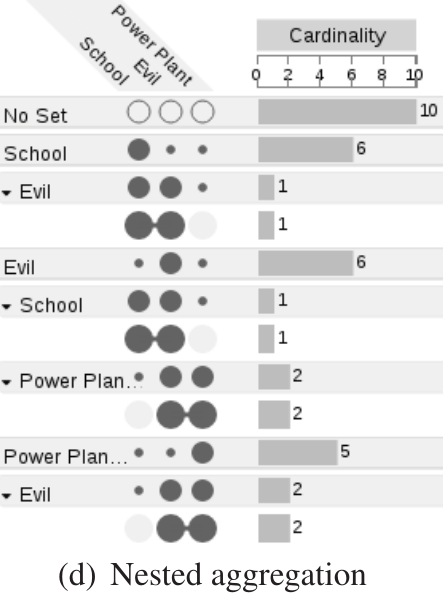 School
Evil
Power Plant
Cardinality
0 2 4 6 8 10
No Set 10
School 6
Evil 1
1
Evil 6
School 1
1
Power Plan... 2
2
Power Plan... 5
Evil 2
2
(d) Nested aggregation